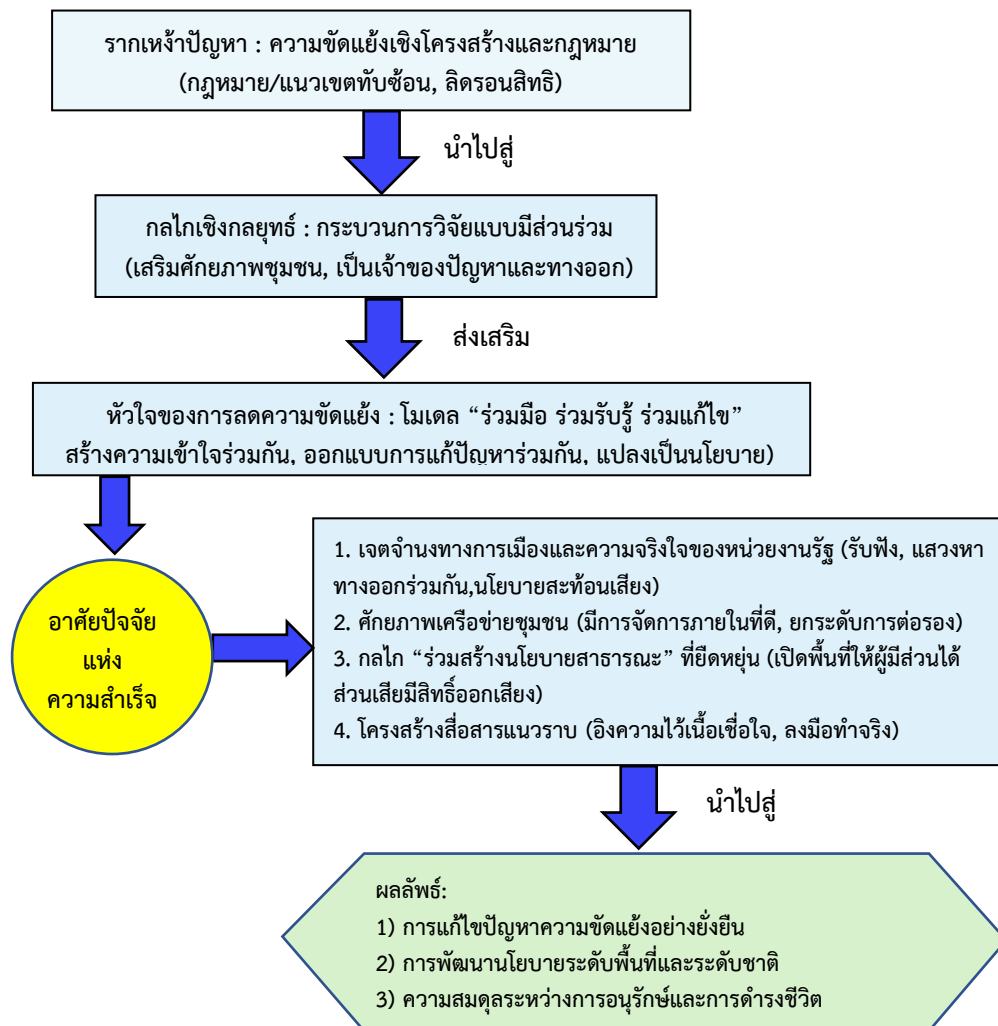 รากเหง้าปัญหา : ความขัดแย้งเชิงโครงสร้างและกฎหมาย
(กฎหมาย/แนวเขตทับซ้อน, ลิดรอนสิทธิ)
นำไปสู่
กลไกเชิงกลยุทธ์ : กระบวนการวิจัยแบบมีส่วนร่วม
(เสริมศักยภาพชุมชน, เป็นเจ้าของปัญหาและทางออก)
ส่งเสริม
หัวใจของการลดความขัดแย้ง : โมเดล “ร่วมมือ ร่วมรับรู้ ร่วมแก้ไข”
สร้างความเข้าใจร่วมกัน, ออกแบบการแก้ปัญหาร่วมกัน, แปลงเป็นนโยบาย)
อาศัยปัจจัย
แห่ง
ความสำเร็จ
1. เจตจำนงทางการเมืองและความจริงใจของหน่วยงานรัฐ (รับฟัง, แสวงหา
ทางออกร่วมกัน,นโยบายสะท้อนเสียง)
2. ศักยภาพเครือข่ายชุมชน (มีการจัดการภายในที่ดี, ยกระดับการต่อรอง)
3. กลไก “ร่วมสร้างนโยบายสาธารณะ” ที่ยืดหยุ่น (เปิดพื้นที่ให้ผู้มีส่วนได้
ส่วนเสียมีสิทธิ์ออกเสียง)
4. โครงสร้างสื่อสารแนวราบ (อิงความไว้เนื้อเชื่อใจ, ลงมือทำจริง)
นำไปสู่
ผลลัพธ์:
1) การแก้ไขปัญหาความขัดแย้งอย่างยั่งยืน
2) การพัฒนานโยบายระดับพื้นที่และระดับชาติ
3) ความสมดุลระหว่างการอนุรักษ์และการดำรงชีวิต